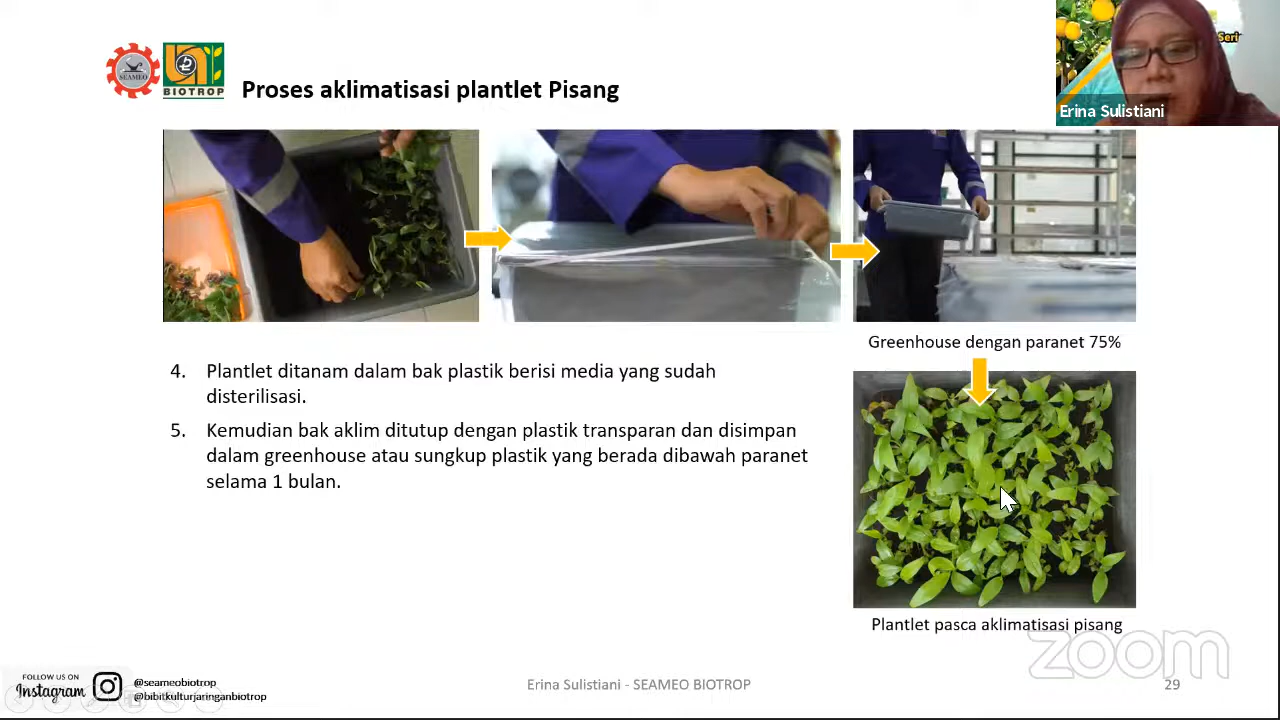 SEAMEO
BIOTROP
Proses aklimatisasi plantlet Pisang
Seri
Erina Sulistiani
Greenhouse dengan paranet 75%
4. Plantlet ditanam dalam bak plastik berisi media yang sudah
disterilisasi.
5. Kemudian bak aklim ditutup dengan plastik transparan dan disimpan
dalam greenhouse atau sungkup plastik yang berada dibawah paranet
selama 1 bulan.
Plantlet pasca aklimatisasi pisang
zoom
FOLLOW US ON
Instagram
@seameobiotrop
@bibitkulturjaringanbiotrop
Erina Sulistiani - SEAMEO BIOTROP
29